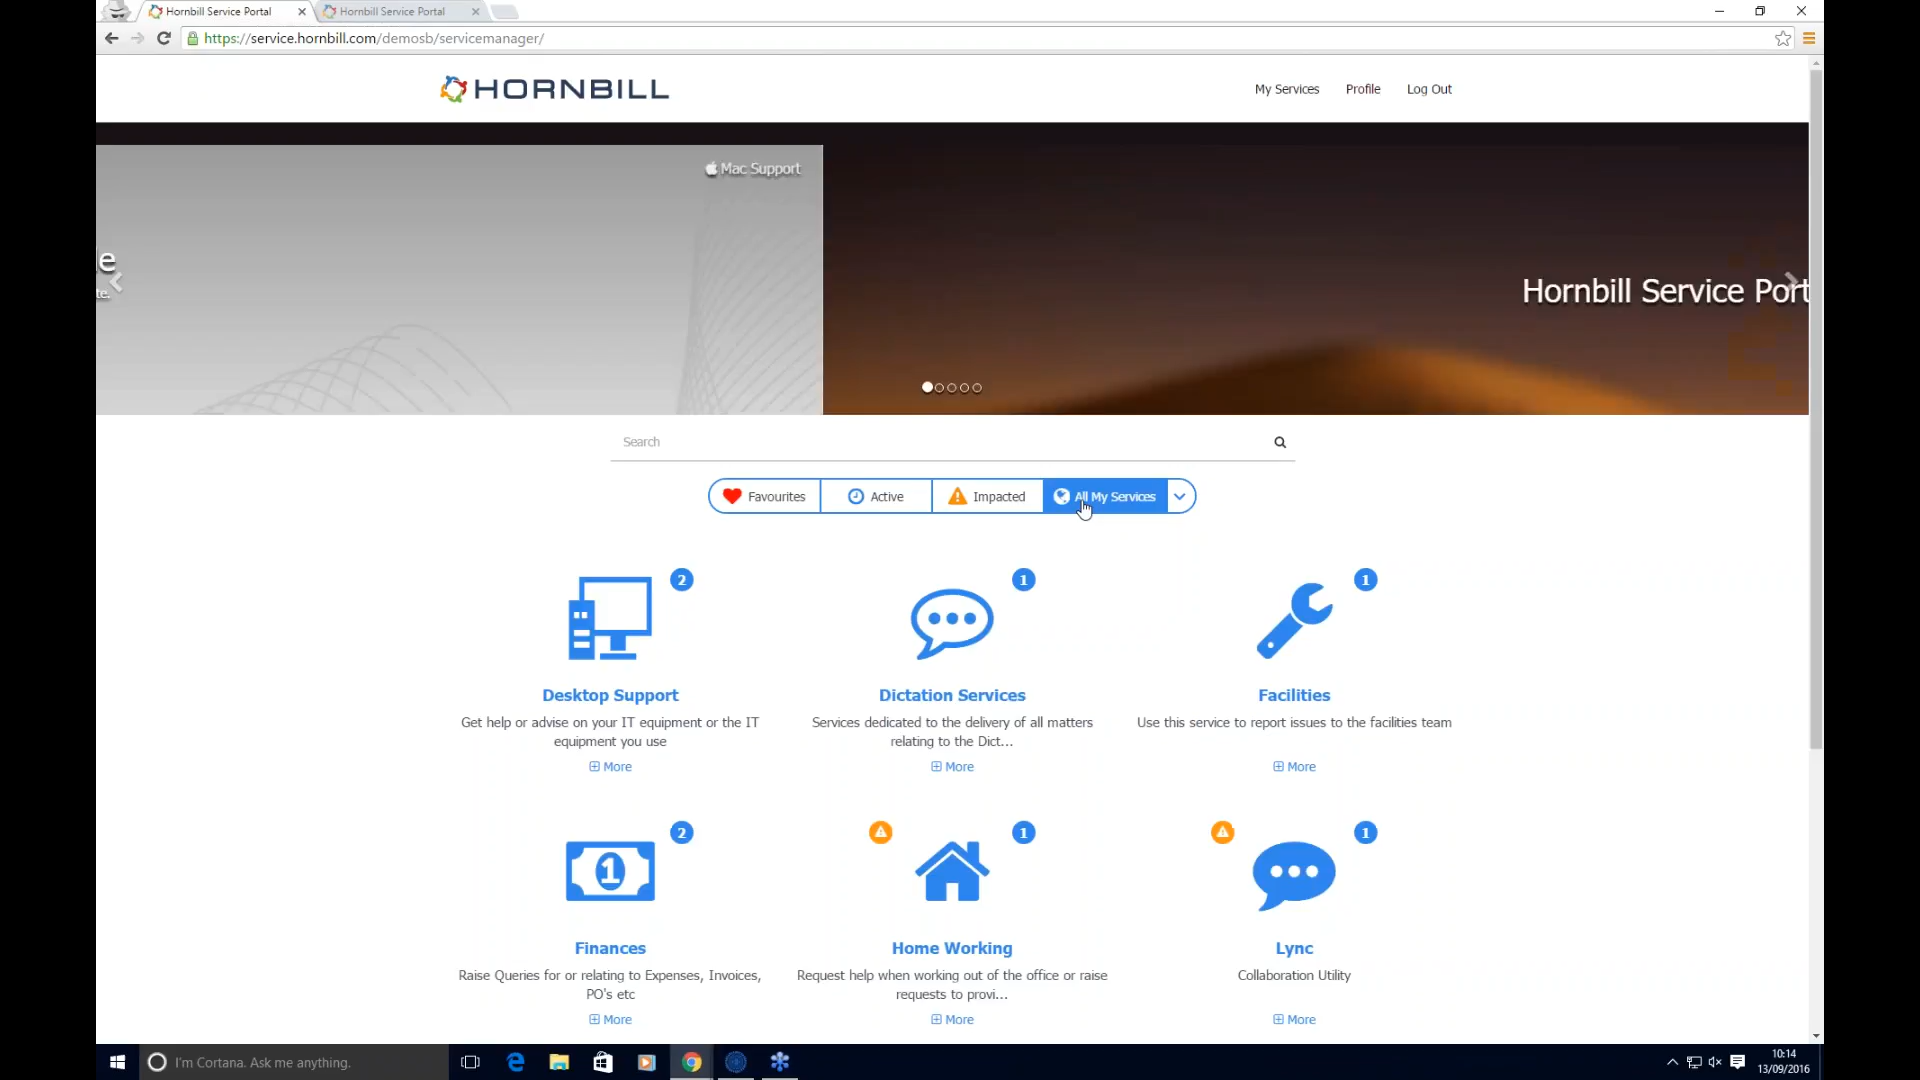 Hornbill Service Portal
Hornbill Service Portal
https://service.hornbill.com/demosb/servicemanager/
HORNBILL
My Services
Profile
Log Out
Mac Support
e
te.
Hornbill Service Port
Search
Favourites
Active
Impacted
All My Services
2
1
1
Desktop Support
Dictation Services
Facilities
Get help or advise on your IT equipment or the IT
equipment you use
Services dedicated to the delivery of all matters
relating to the Dict...
Use this service to report issues to the facilities team
More
More
More
1
2
1
1
Finances
Home Working
Lync
Raise Queries for or relating to Expenses, Invoices,
PO's etc
Request help when working out of the office or raise
requests to provi...
Collaboration Utility
More
More
More
I'm Cortana. Ask me anything.
10:14
13/09/2016